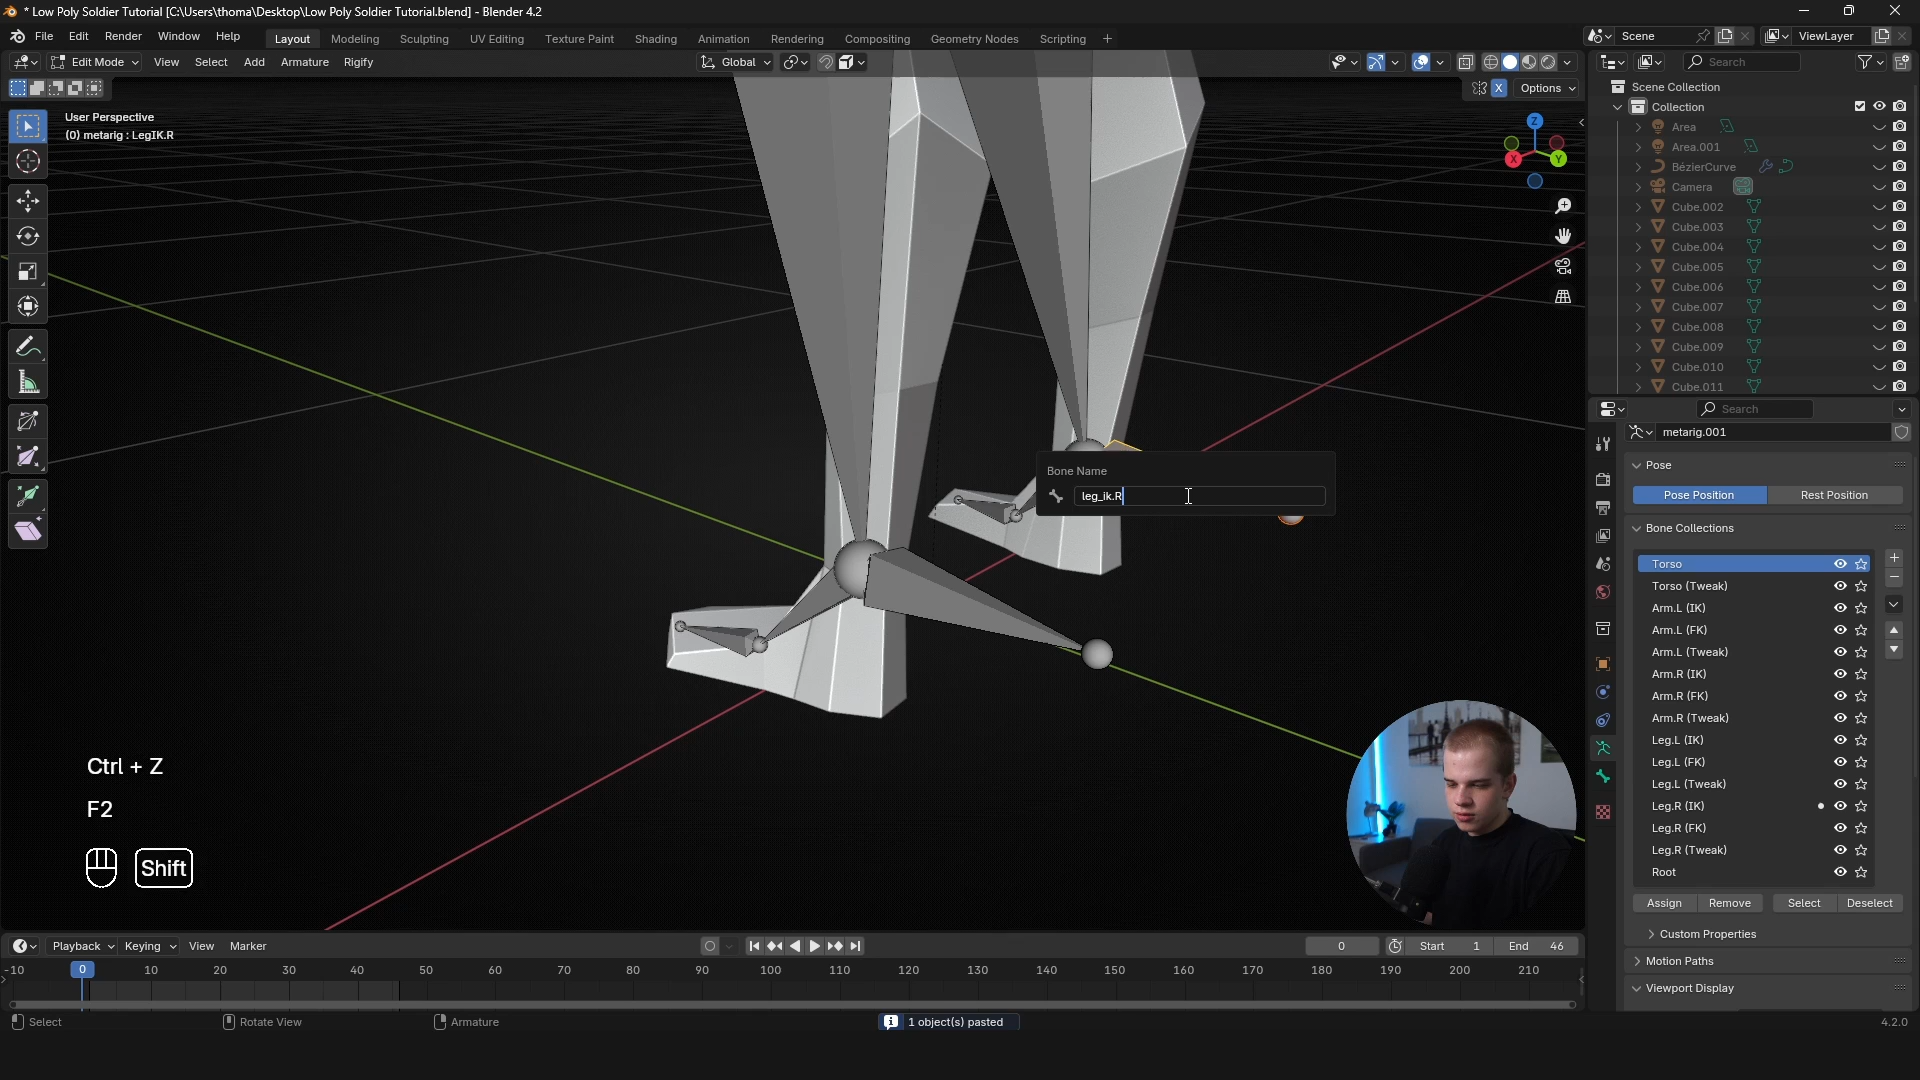 * Low Poly Soldier Tutorial [C:\Users\thoma\Desktop\Low Poly Soldier Tutorial.blend] - Blender 4.2
File Edit Render Window Help
Layout Modeling Sculpting UV Editing Texture Paint Shading Animation Rendering Compositing Geometry Nodes Scripting +
Scene
ViewLayer
Edit Mode View Select Add Armature Rigify
Global
Search
X Options
User Perspective
(0) metarig : LegIK.R
Z
X
Y
Scene Collection
Collection
Area
Area.001
BézierCurve
Camera
Cube.002
Cube.003
Cube.004
Cube.005
Cube.006
Cube.007
Cube.008
Cube.009
Cube.010
Cube.011
Search
metarig.001
Pose
Pose Position Rest Position
Bone Collections
Torso
Torso (Tweak)
Arm.L (IK)
Arm.L (FK)
Arm.L (Tweak)
Arm.R (IK)
Arm.R (FK)
Arm.R (Tweak)
Leg.L (IK)
Leg.L (FK)
Leg.L (Tweak)
Leg.R (IK)
Leg.R (FK)
Leg.R (Tweak)
Root
Assign Remove Select Deselect
Custom Properties
Motion Paths
Viewport Display
Bone Name
leg_ik.R
Ctrl + Z
F2
Shift
Playback Keying View Marker
0 Start 1 End 46
-10 0 10 20 30 40 50 60 70 80 90 100 110 120 130 140 150 160 170 180 190 200 210
Select Rotate View Armature
1 object(s) pasted
4.2.0